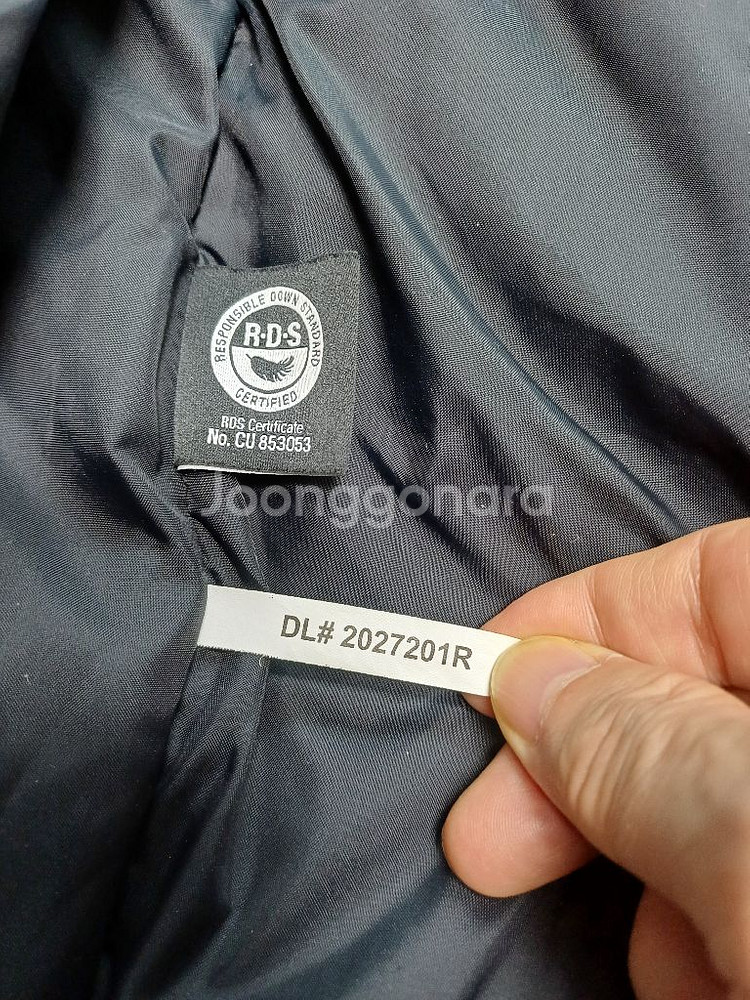 RESPONSIBLE DOWN STANDARD
R·D·S
CERTIFIED
RDS Certificate
No. CU 853053
Joonggonara
DL# 2027201R